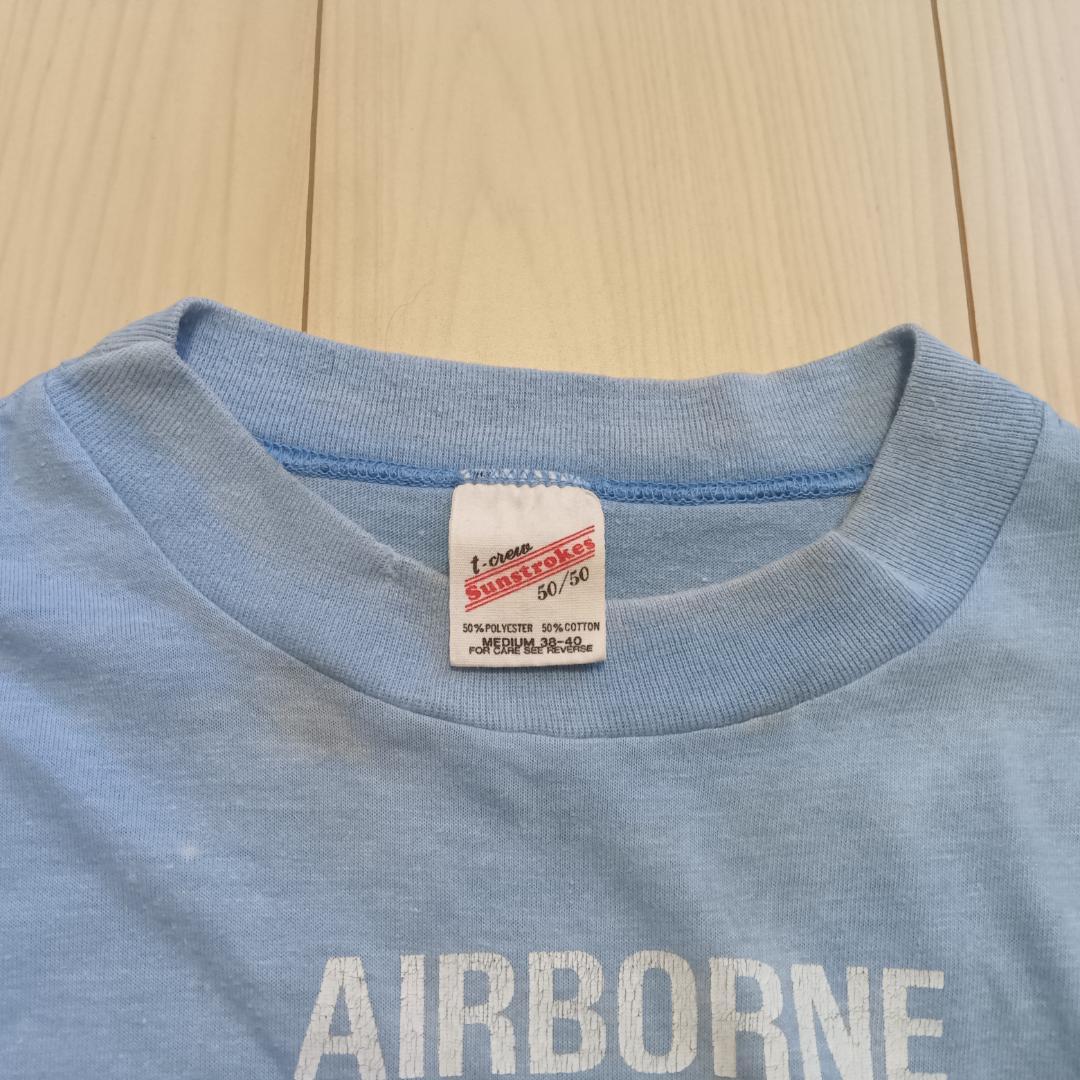 t-crew
Sunstrokes
50/50
50% POLYESTER 50% COTTON
MEDIUM 38-40
FOR CARE SEE REVERSE
AIRBORNE